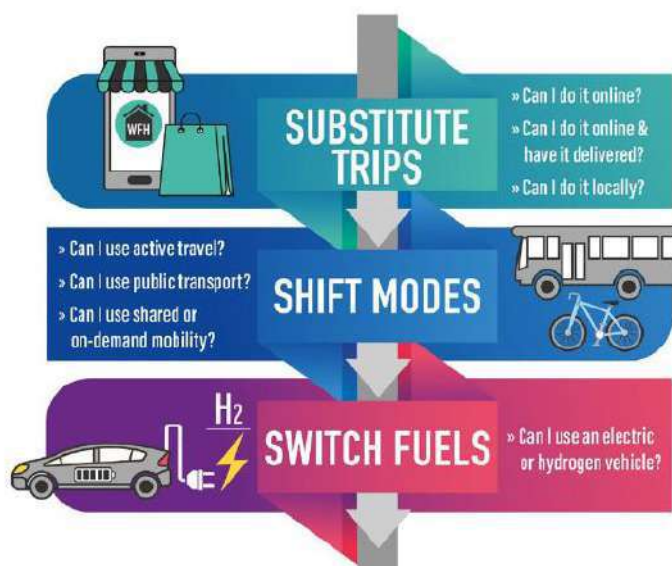 WFH
SUBSTITUTE
TRIPS
» Can I do it online?
» Can I do it online &
have it delivered?
» Can I do it locally?
» Can I use active travel?
» Can I use public transport?
» Can I use shared or
on-demand mobility?
SHIFT MODES
H2
SWITCH FUELS
» Can I use an electric
or hydrogen vehicle?